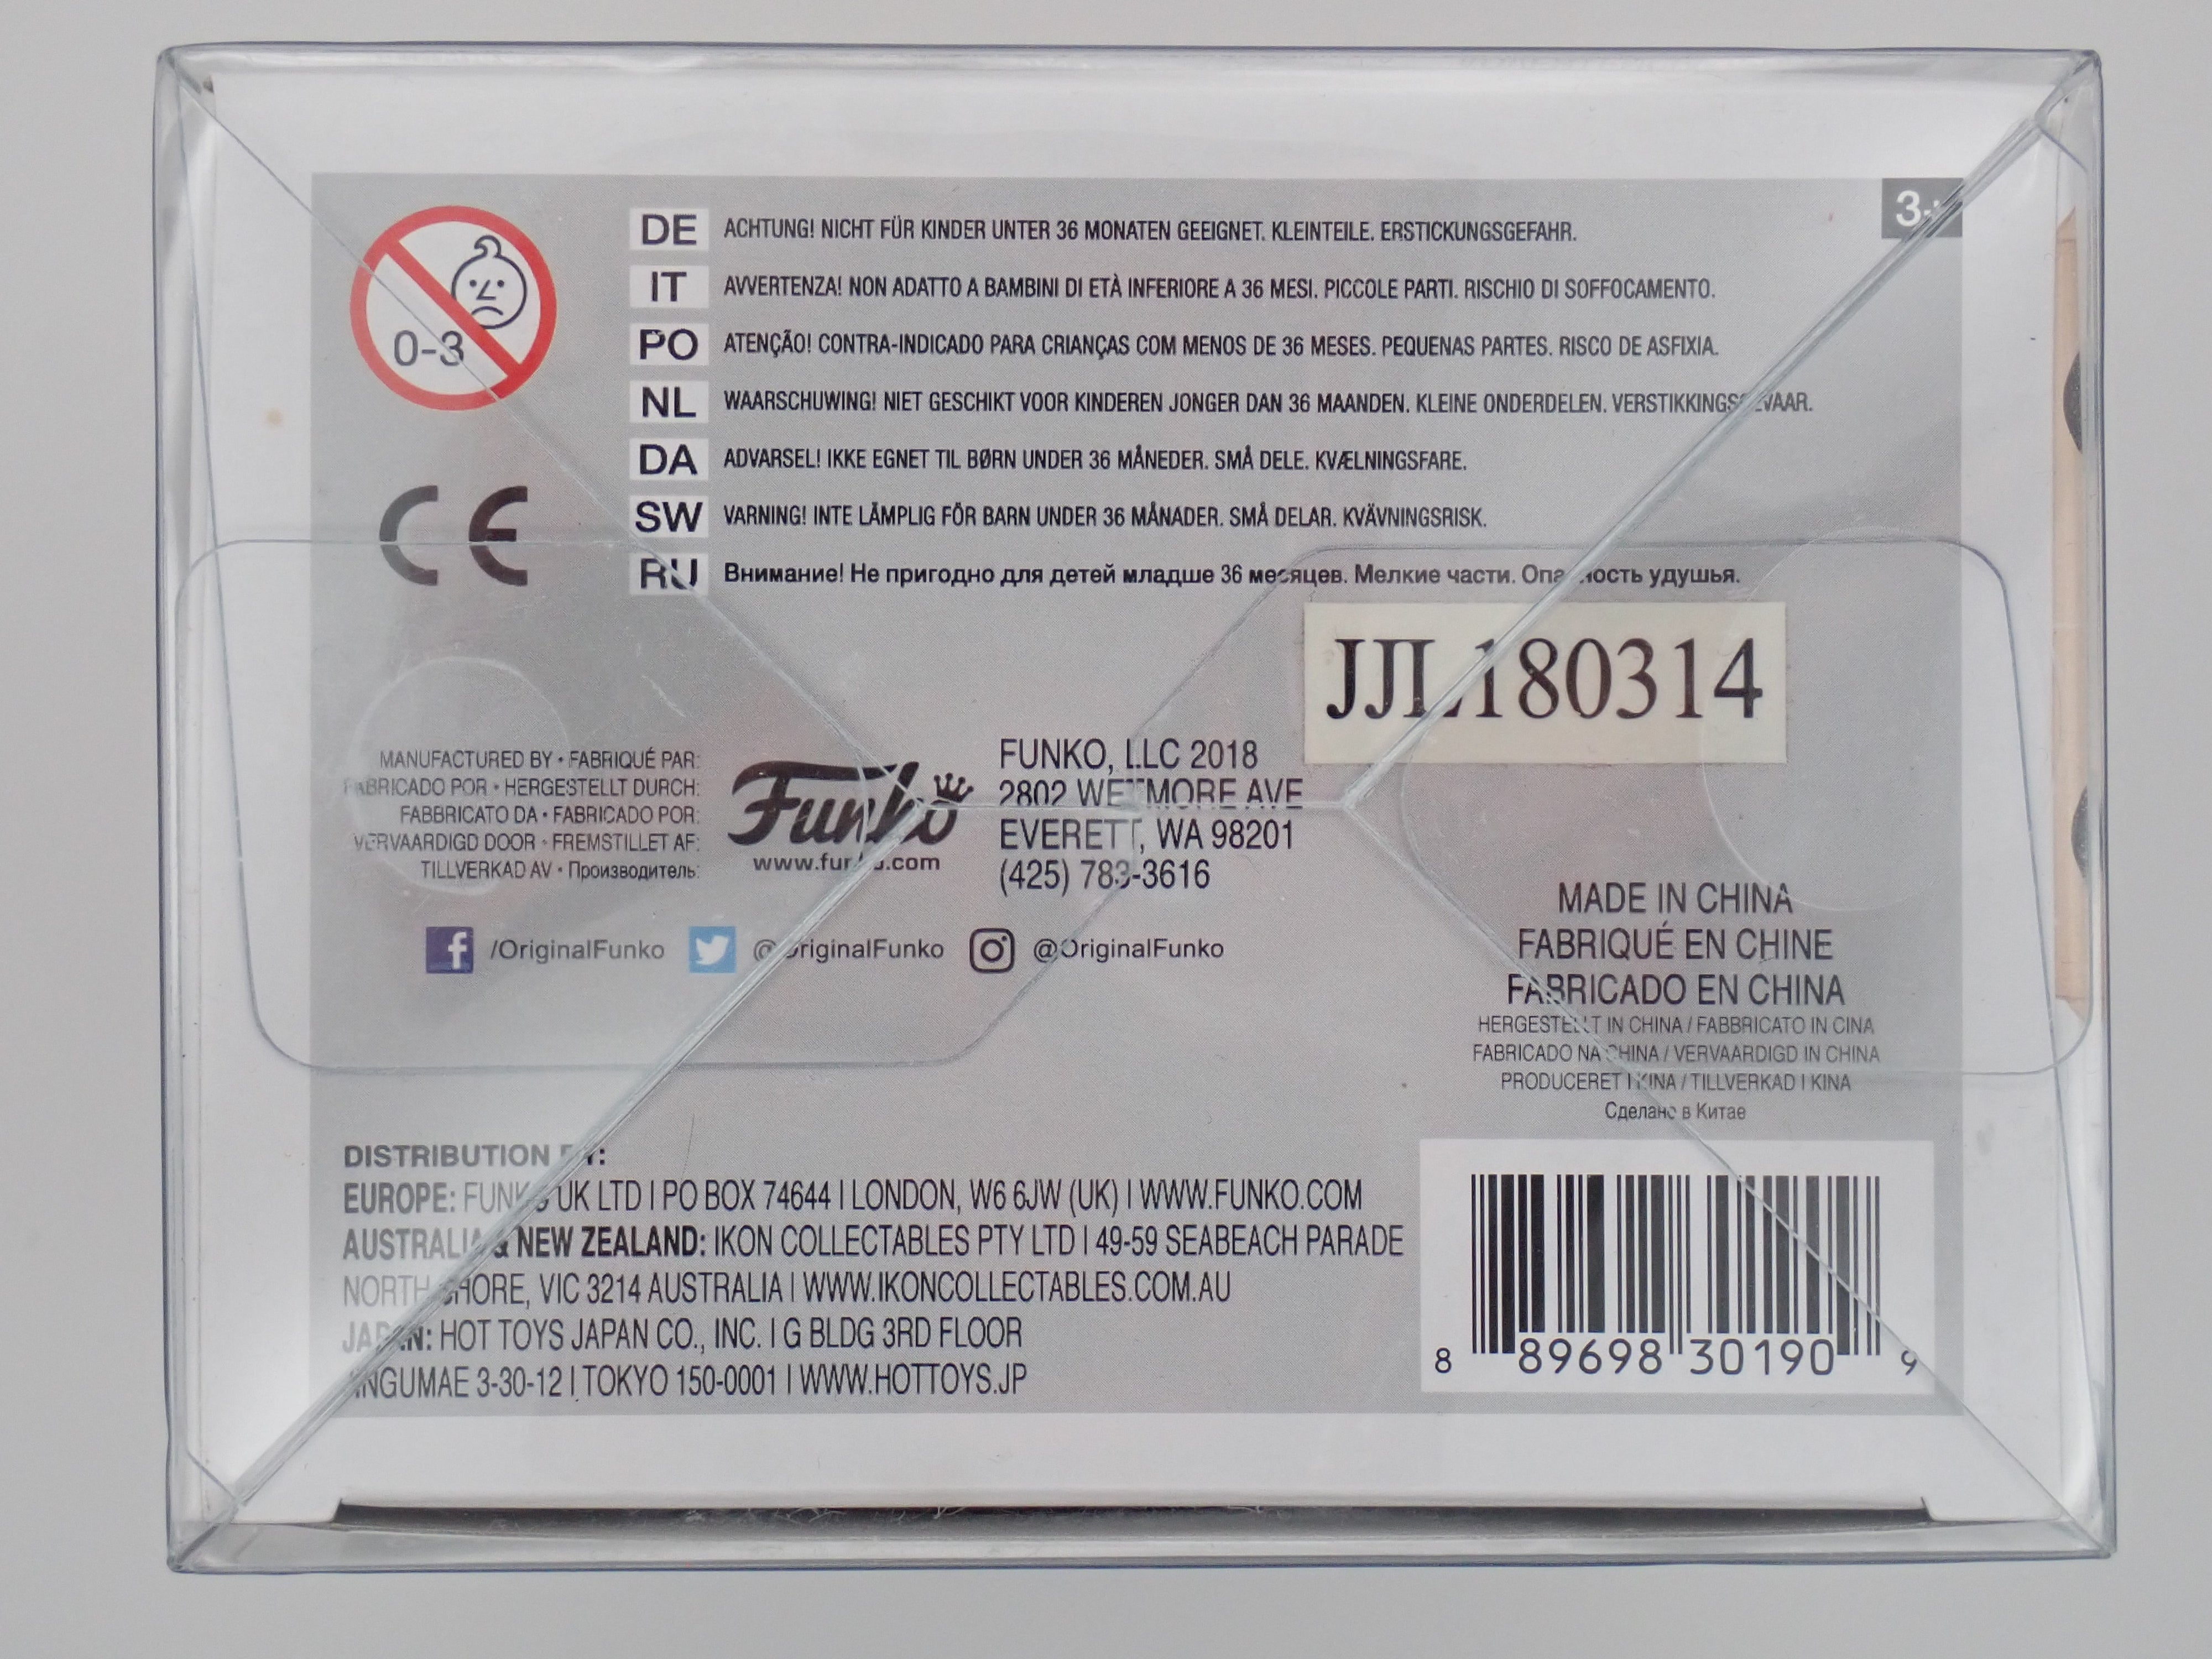 3+
0-3
DE ACHTUNG! NICHT FÜR KINDER UNTER 36 MONATEN GEEIGNET. KLEINTEILE. ERSTICKUNGSGEFAHR.
IT AVVERTENZA! NON ADATTO A BAMBINI DI ETÀ INFERIORE A 36 MESI. PICCOLE PARTI. RISCHIO DI SOFFOCAMENTO.
PO ATENÇÃO! CONTRA-INDICADO PARA CRIANÇAS COM MENOS DE 36 MESES. PEQUENAS PARTES. RISCO DE ASFIXIA.
NL WAARSCHUWING! NIET GESCHIKT VOOR KINDEREN JONGER DAN 36 MAANDEN. KLEINE ONDERDELEN. VERSTIKKINGSGEVAAR.
DA ADVARSEL! IKKE EGNET TIL BØRN UNDER 36 MÅNEDER. SMÅ DELE. KVÆLNINGSFARE.
SW VARNING! INTE LÄMPLIG FÖR BARN UNDER 36 MÅNADER. SMÅ DELAR. KVÄVNINGSRISK.
RU Внимание! Не пригодно для детей младше 36 месяцев. Мелкие части. Опасность удушья.
CE
JJL180314
MANUFACTURED BY • FABRIQUÉ PAR:
FABRICADO POR • HERGESTELLT DURCH:
FABBRICATO DA • FABRICADO POR:
VERVAARDIGD DOOR • FREMSTILLET AF:
TILLVERKAD AV • Производитель:
Funko
www.funko.com
FUNKO, LLC 2018
2802 WETMORE AVE
EVERETT, WA 98201
(425) 783-3616
/OriginalFunko @OriginalFunko @OriginalFunko
MADE IN CHINA
FABRIQUÉ EN CHINE
FABRICADO EN CHINA
HERGESTELLT IN CHINA / FABBRICATO IN CINA
FABRICADO NA CHINA / VERVAARDIGD IN CHINA
PRODUCERET I KINA / TILLVERKAD I KINA
Сделано в Китае
DISTRIBUTION BY:
EUROPE: FUNKO UK LTD | PO BOX 74644 | LONDON, W6 6JW (UK) | WWW.FUNKO.COM
AUSTRALIA & NEW ZEALAND: IKON COLLECTABLES PTY LTD | 49-59 SEABEACH PARADE
NORTH SHORE, VIC 3214 AUSTRALIA | WWW.IKONCOLLECTABLES.COM.AU
JAPAN: HOT TOYS JAPAN CO., INC. | G BLDG 3RD FLOOR
JINGUMAE 3-30-12 | TOKYO 150-0001 | WWW.HOTTOYS.JP
8 89698 30190 9